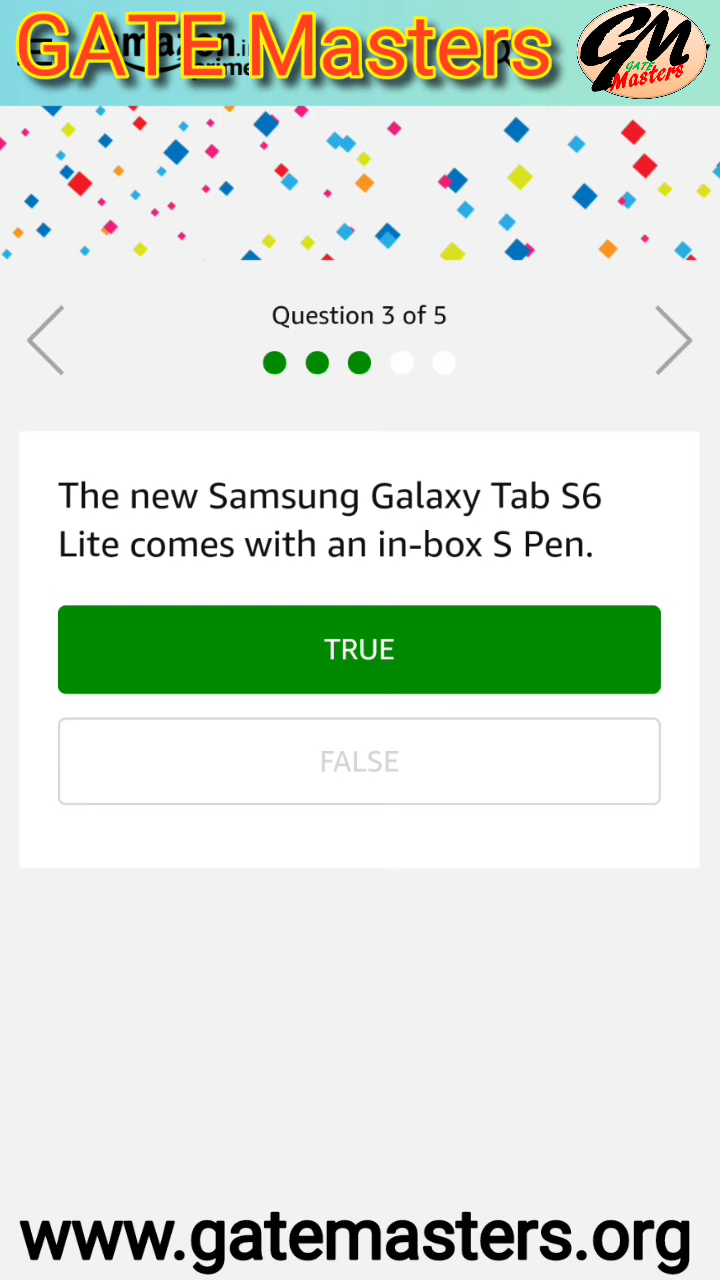 GATE Masters
GM
GATE
Masters
Question 3 of 5
The new Samsung Galaxy Tab S6
Lite comes with an in-box S Pen.
TRUE
FALSE
www.gatemasters.org